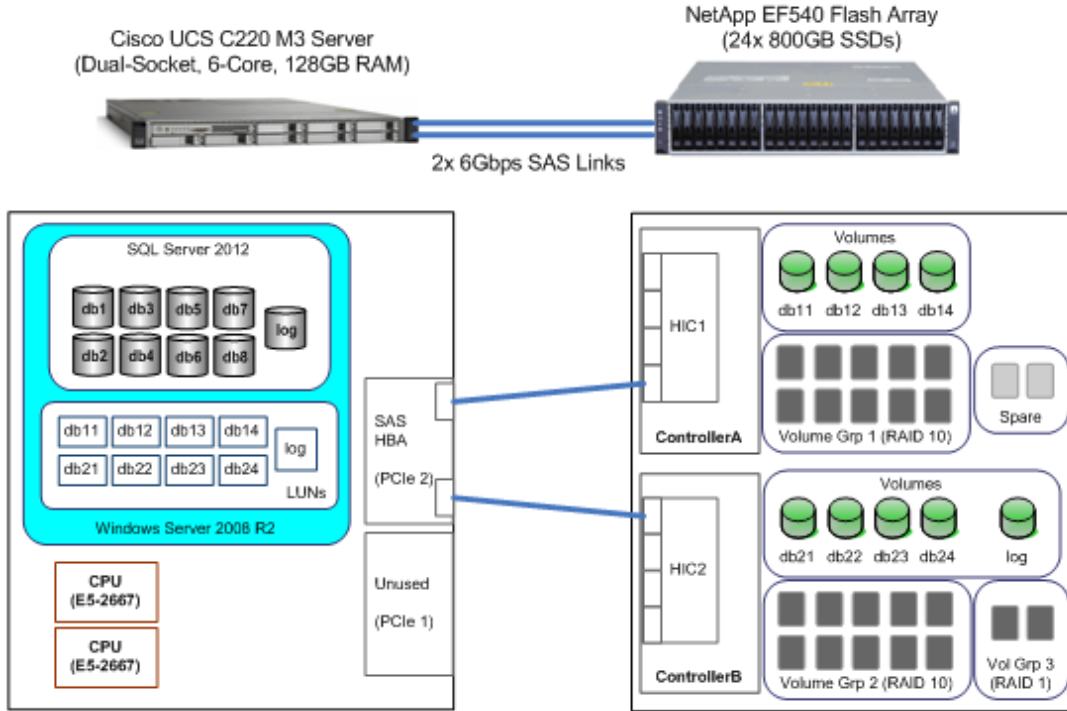 Cisco UCS C220 M3 Server
(Dual-Socket, 6-Core, 128GB RAM)
NetApp EF540 Flash Array
(24x 800GB SSDs)
2x 6Gbps SAS Links
SQL Server 2012
db1 db3 db5 db7
log
db2 db4 db6 db8
db11 db12 db13 db14
log
db21 db22 db23 db24
LUNs
Windows Server 2008 R2
CPU
(E5-2667)
CPU
(E5-2667)
SAS
HBA
(PCIe 2)
Unused
(PCIe 1)
HIC1
ControllerA
Volumes
db11 db12 db13 db14
Volume Grp 1 (RAID 10)
Spare
HIC2
ControllerB
Volumes
db21 db22 db23 db24 log
Volume Grp 2 (RAID 10)
Vol Grp 3
(RAID 1)